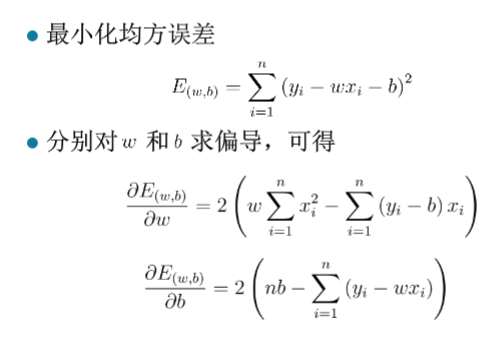 ● 最小化均方误差
E_{(w,b)} = \sum_{i=1}^{n} (y_i - wx_i - b)^2
● 分别对 w 和 b 求偏导，可得
\frac{\partial E_{(w,b)}}{\partial w} = 2 \left( w \sum_{i=1}^{n} x_i^2 - \sum_{i=1}^{n} (y_i - b) x_i \right)
\frac{\partial E_{(w,b)}}{\partial b} = 2 \left( nb - \sum_{i=1}^{n} (y_i - wx_i) \right)